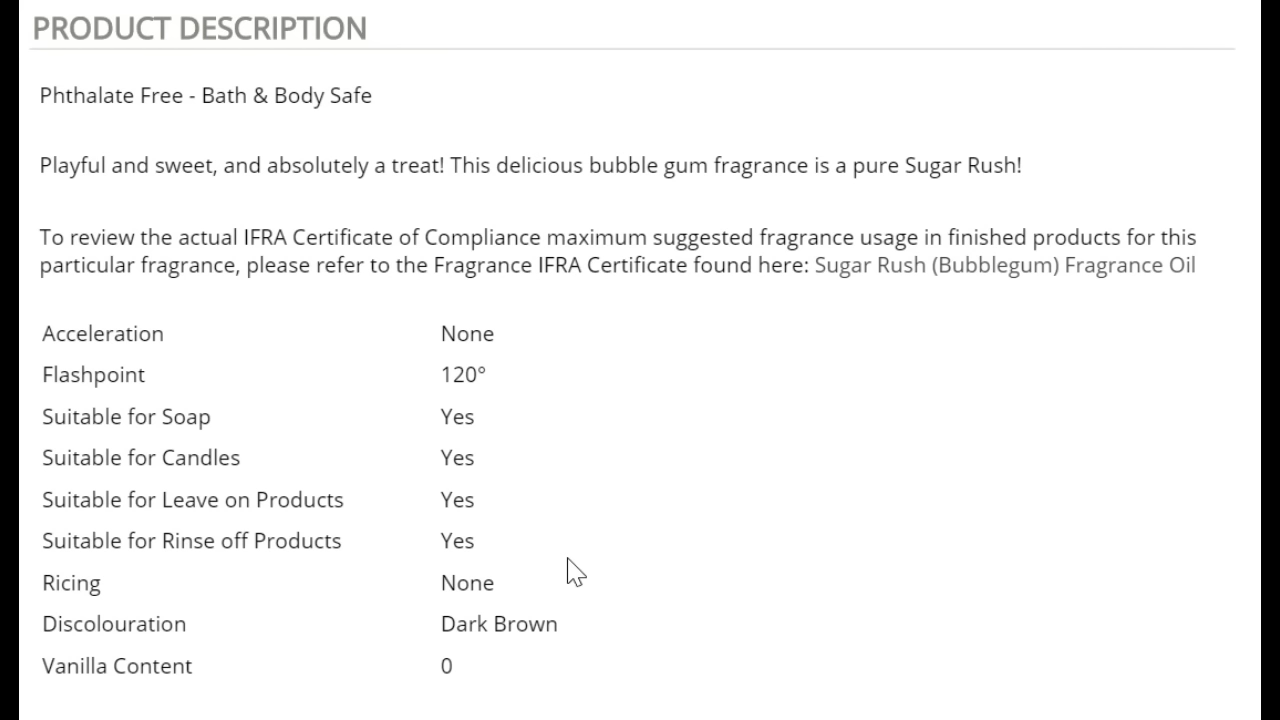 PRODUCT DESCRIPTION
Phthalate Free - Bath & Body Safe
Playful and sweet, and absolutely a treat! This delicious bubble gum fragrance is a pure Sugar Rush!
To review the actual IFRA Certificate of Compliance maximum suggested fragrance usage in finished products for this
particular fragrance, please refer to the Fragrance IFRA Certificate found here: Sugar Rush (Bubblegum) Fragrance Oil
Acceleration None
Flashpoint 120°
Suitable for Soap Yes
Suitable for Candles Yes
Suitable for Leave on Products Yes
Suitable for Rinse off Products Yes
Ricing None
Discolouration Dark Brown
Vanilla Content 0